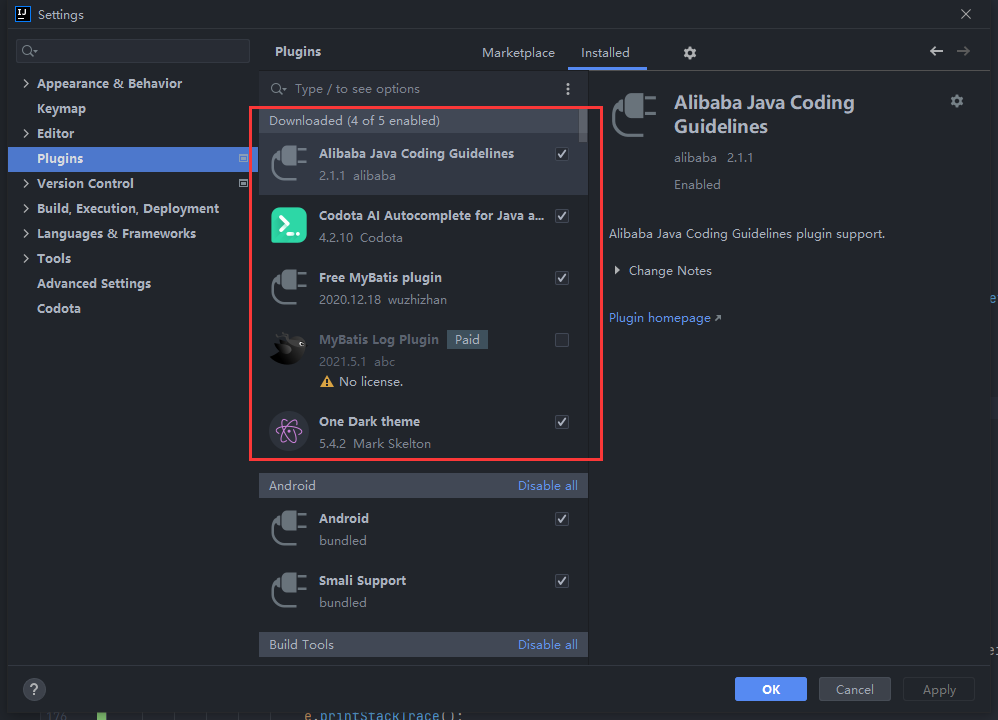 Settings
Plugins
Marketplace
Installed
Type / to see options
Appearance & Behavior
Keymap
Editor
Plugins
Version Control
Build, Execution, Deployment
Languages & Frameworks
Tools
Advanced Settings
Codota
Downloaded (4 of 5 enabled)
Alibaba Java Coding Guidelines
2.1.1 alibaba
Codota AI Autocomplete for Java a...
4.2.10 Codota
Free MyBatis plugin
2020.12.18 wuzhizhan
MyBatis Log Plugin Paid
2021.5.1 abc
No license.
One Dark theme
5.4.2 Mark Skelton
Android Disable all
Android
bundled
Smali Support
bundled
Build Tools Disable all
Alibaba Java Coding
Guidelines
alibaba 2.1.1
Enabled
Alibaba Java Coding Guidelines plugin support.
Change Notes
Plugin homepage
?
OK
Cancel
Apply
176
e.printStackTrace();